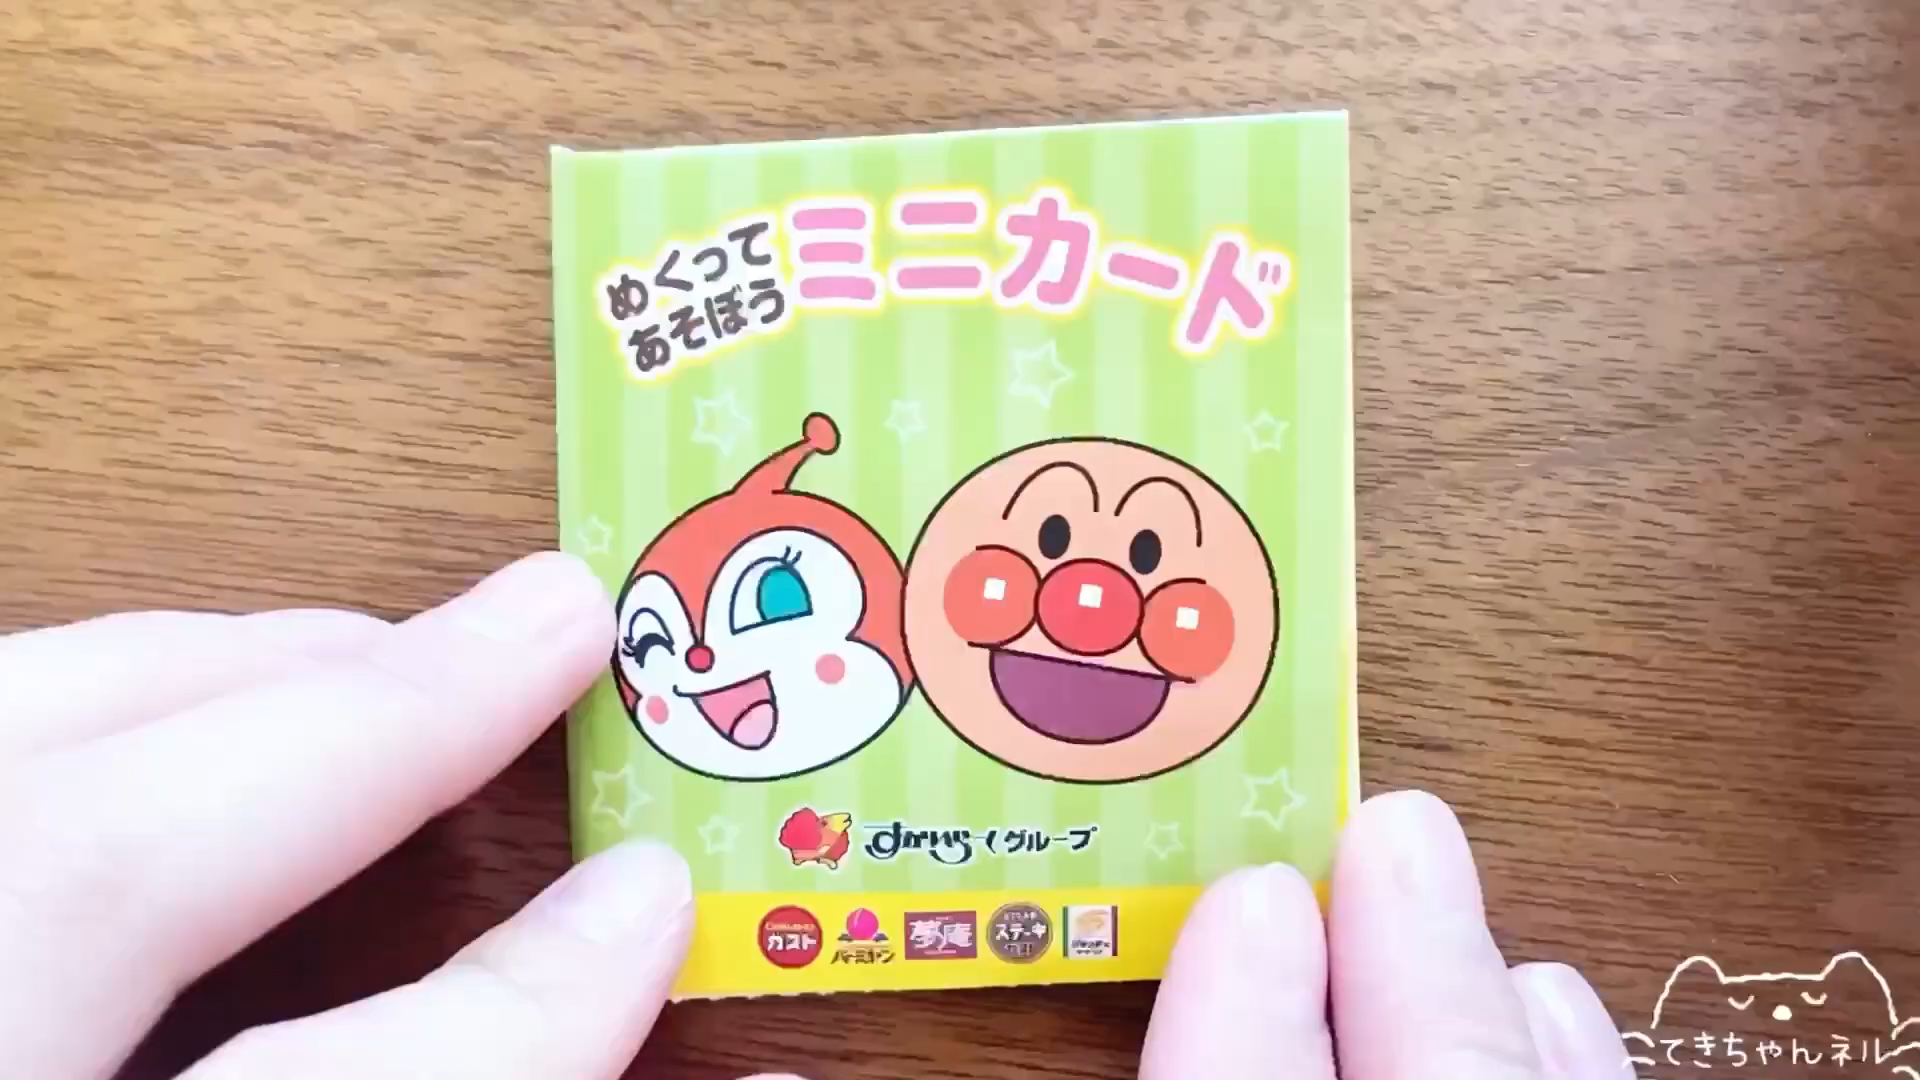 めくって
あそぼう
ミニカード
すかいらーくグループ
ガスト
バーミヤン
夢庵
ステーキ
てきちゃんネル